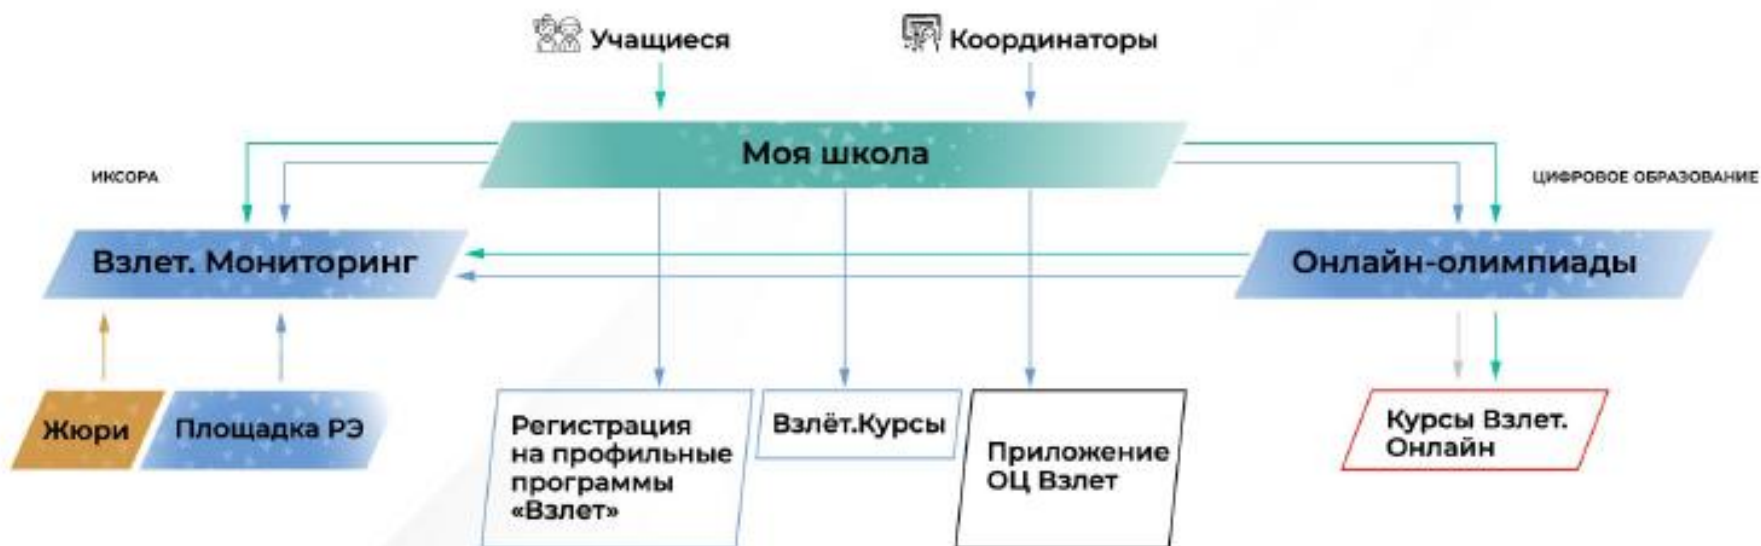 Учащиеся
Координаторы
Моя школа
ИКСОРА
ЦИФРОВОЕ ОБРАЗОВАНИЕ
Взлет. Мониторинг
Онлайн-олимпиады
Жюри
Площадка РЭ
Регистрация
на профильные
программы
«Взлет»
Взлёт.Курсы
Приложение
ОЦ Взлет
Курсы Взлет.
Онлайн